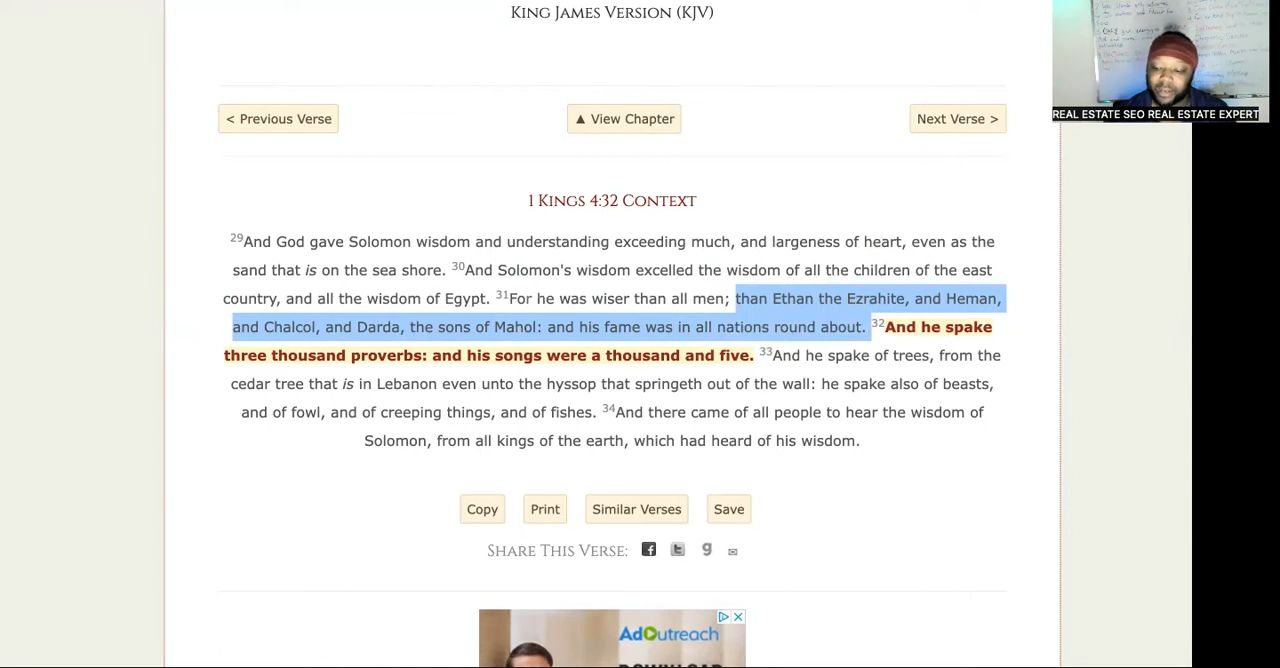 King James Version (KJV)
< Previous Verse
▲ View Chapter
Next Verse >
1 Kings 4:32 Context
29And God gave Solomon wisdom and understanding exceeding much, and largeness of heart, even as the
sand that is on the sea shore. 30And Solomon's wisdom excelled the wisdom of all the children of the east
country, and all the wisdom of Egypt. 31For he was wiser than all men; than Ethan the Ezrahite, and Heman,
and Chalcol, and Darda, the sons of Mahol: and his fame was in all nations round about. 32And he spake
three thousand proverbs: and his songs were a thousand and five. 33And he spake of trees, from the
cedar tree that is in Lebanon even unto the hyssop that springeth out of the wall: he spake also of beasts,
and of fowl, and of creeping things, and of fishes. 34And there came of all people to hear the wisdom of
Solomon, from all kings of the earth, which had heard of his wisdom.
Copy
Print
Similar Verses
Save
Share This Verse:
AdOutreach
DOWNLOAD
REAL ESTATE SEO REAL ESTATE EXPERT